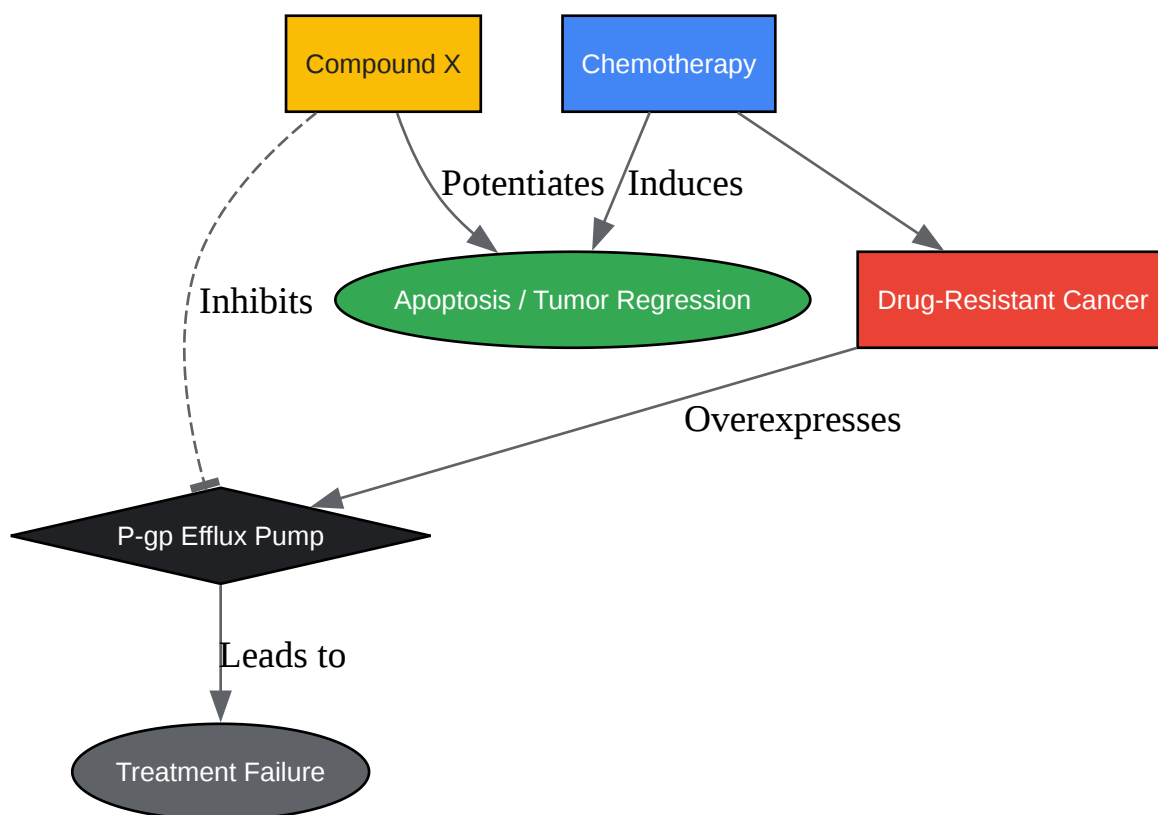 Compound X
Chemotherapy
Potentiates
Induces
Inhibits
Apoptosis / Tumor Regression
Drug-Resistant Cancer
Overexpresses
P-gp Efflux Pump
Leads to
Treatment Failure